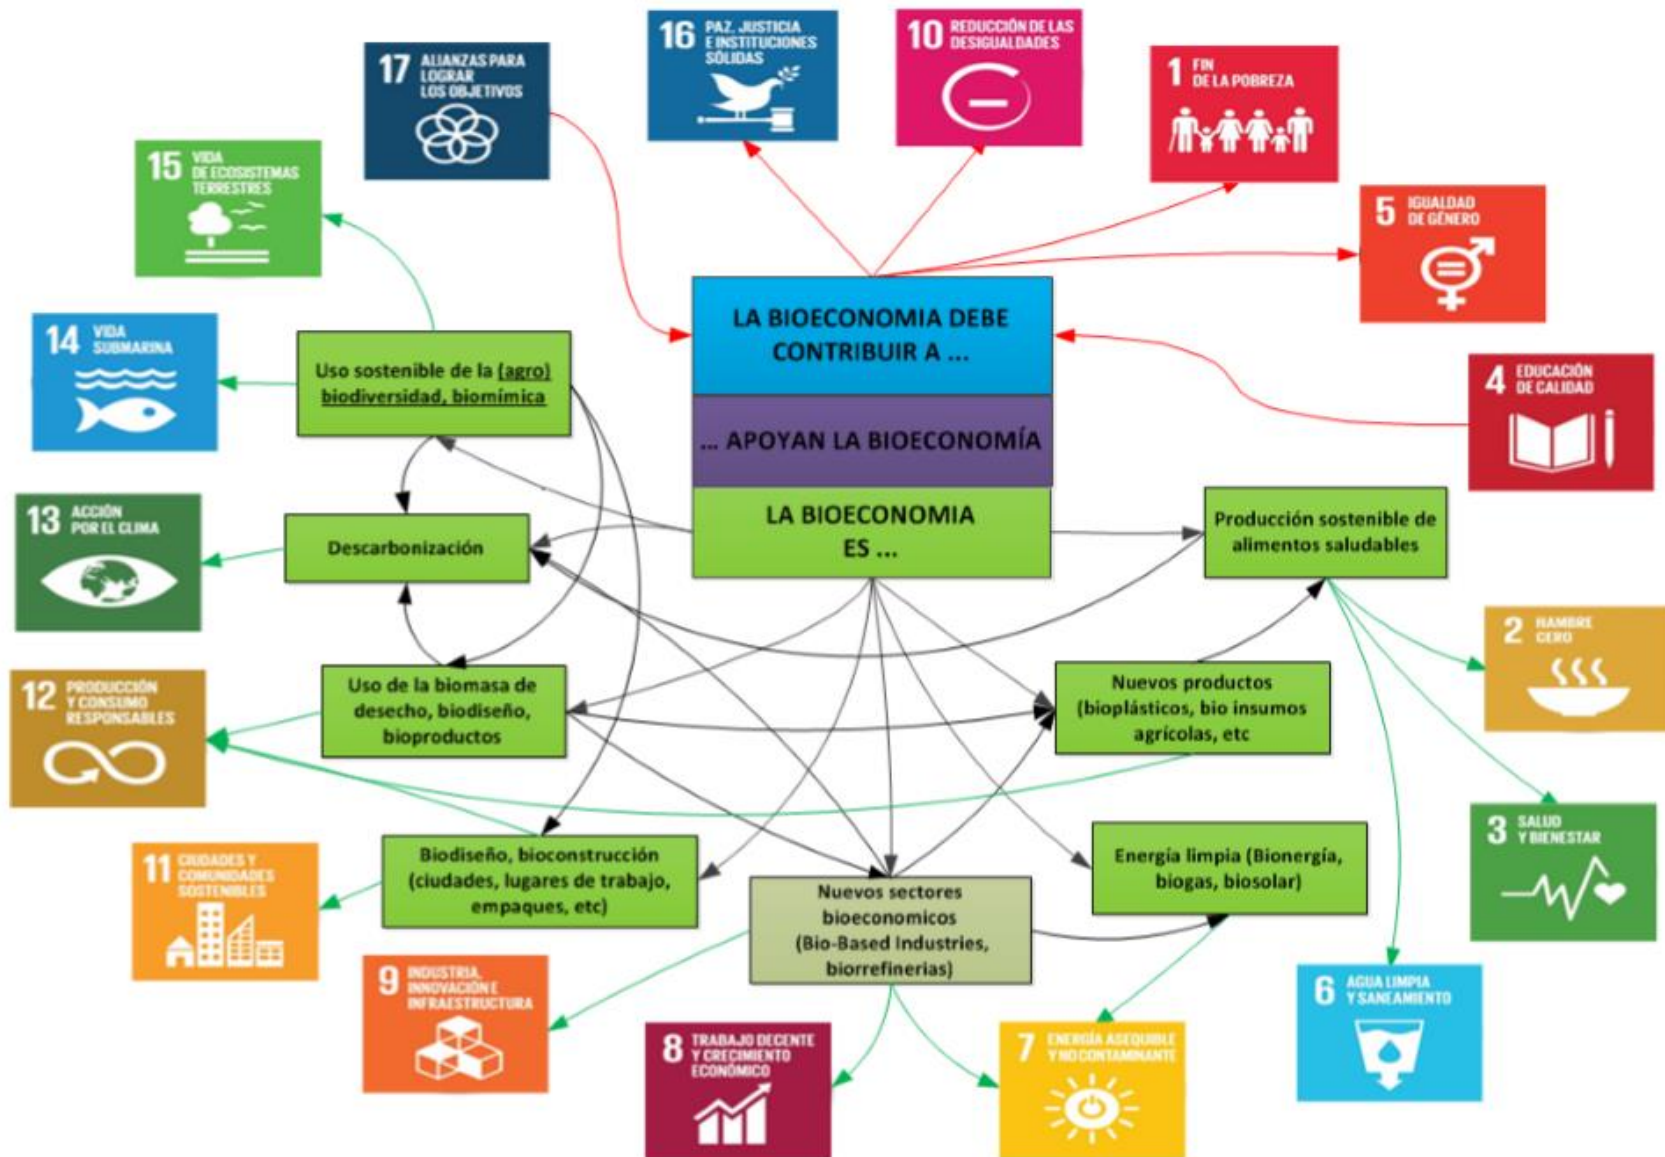 17 ALIANZAS PARA
LOGRAR
LOS OBJETIVOS
16 PAZ, JUSTICIA
E INSTITUCIONES
SÓLIDAS
10 REDUCCIÓN DE LAS
DESIGUALDADES
1 FIN
DE LA POBREZA
15 VIDA
DE ECOSISTEMAS
TERRESTRES
5 IGUALDAD
DE GÉNERO
14 VIDA
SUBMARINA
Uso sostenible de la (agro)
biodiversidad, biomímica
LA BIOECONOMIA DEBE
CONTRIBUIR A ...
4 EDUCACIÓN
DE CALIDAD
... APOYAN LA BIOECONOMÍA
13 ACCIÓN
POR EL CLIMA
Descarbonización
LA BIOECONOMIA
ES ...
Producción sostenible de
alimentos saludables
2 HAMBRE
CERO
12 PRODUCCIÓN
Y CONSUMO
RESPONSABLES
Uso de la biomasa de
desecho, biodiseño,
bioproductos
Nuevos productos
(bioplásticos, bio insumos
agrícolas, etc
3 SALUD
Y BIENESTAR
11 CIUDADES Y
COMUNIDADES
SOSTENIBLES
Biodiseño, bioconstrucción
(ciudades, lugares de trabajo,
empaques, etc)
Nuevos sectores
bioeconomicos
(Bio-Based Industries,
biorrefinerias)
Energía limpia (Bionergía,
biogas, biosolar)
9 INDUSTRIA,
INNOVACIÓN E
INFRAESTRUCTURA
8 TRABAJO DECENTE
Y CRECIMIENTO
ECONÓMICO
7 ENERGÍA ASEQUIBLE
Y NO CONTAMINANTE
6 AGUA LIMPIA
Y SANEAMIENTO